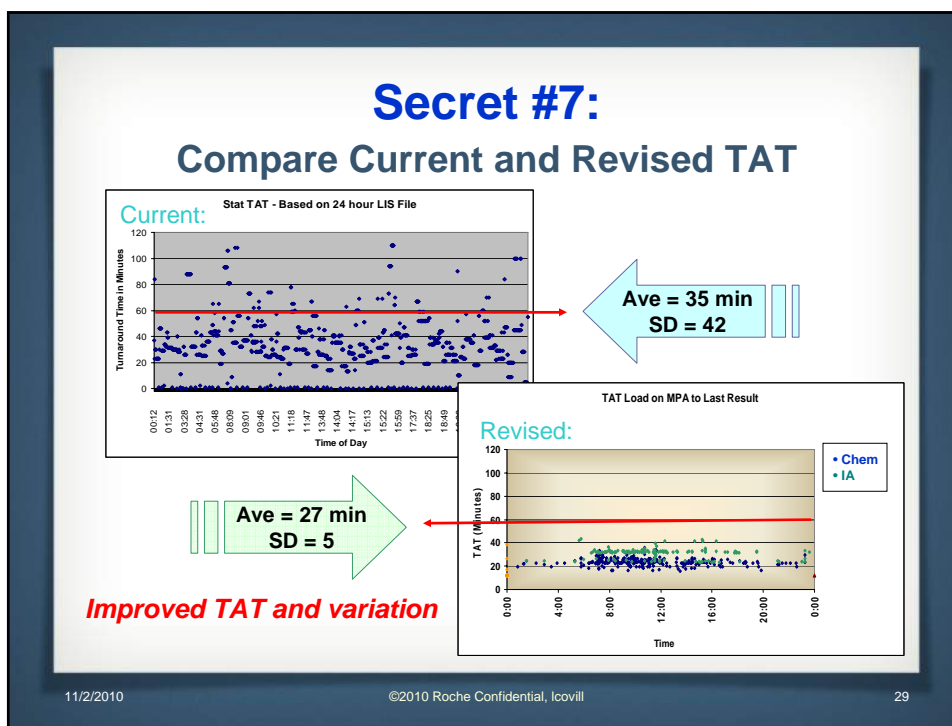 Secret #7:
Compare Current and Revised TAT
Current:
Stat TAT - Based on 24 hour LIS File
Turnaround Time in Minutes
120
100
80
60
40
20
0
00:12
01:31
03:28
04:31
05:48
08:09
09:01
09:46
10:21
11:18
11:47
13:48
14:04
14:17
15:13
15:22
15:59
17:37
18:25
18:49
Time of Day
Ave = 35 min
SD = 42
TAT Load on MPA to Last Result
Revised:
TAT (Minutes)
120
100
80
60
40
20
0
0:00
4:00
8:00
12:00
16:00
20:00
0:00
Time
Chem
IA
Ave = 27 min
SD = 5
Improved TAT and variation
11/2/2010
©2010 Roche Confidential, lcovill
29